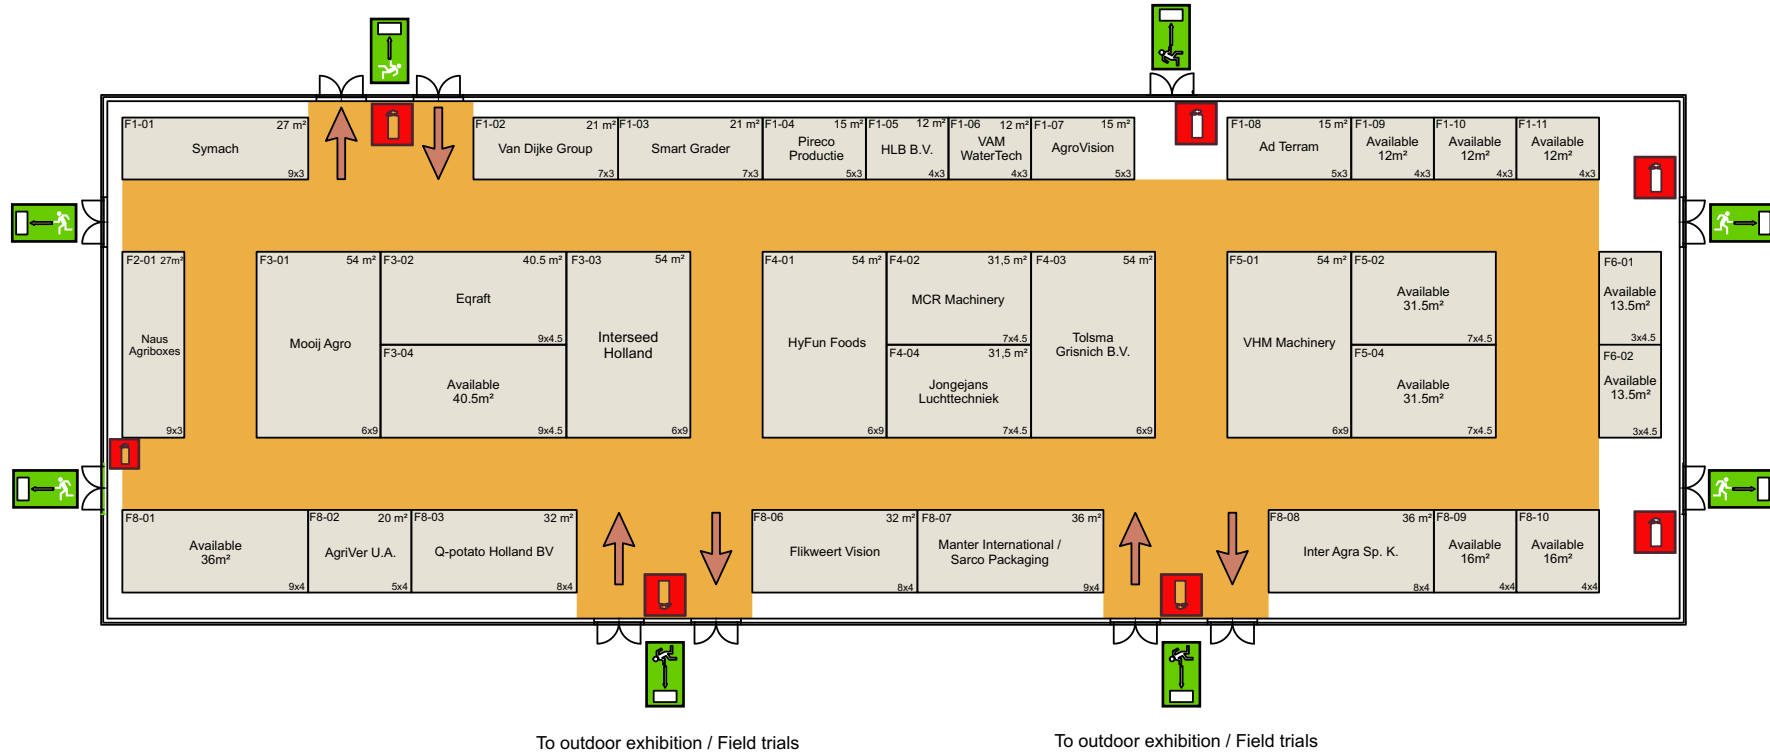 F1-01 27 m²
Symach
9x3
F1-02 21 m²
Van Dijke Group
7x3
F1-03 21 m²
Smart Grader
7x3
F1-04 15 m²
Pireco
Productie
5x3
F1-05 12 m²
HLB B.V.
4x3
F1-06 12 m²
VAM
WaterTech
4x3
F1-07 15 m²
AgroVision
5x3
F1-08 15 m²
Ad Terram
5x3
F1-09
Available
12m²
4x3
F1-10
Available
12m²
4x3
F1-11
Available
12m²
4x3
F2-01 27m²
Naus
Agriboxes
9x3
F3-01 54 m²
Mooij Agro
6x9
F3-02 40.5 m²
Eqraft
9x4.5
F3-04
Available
40.5m²
9x4.5
F3-03 54 m²
Interseed
Holland
6x9
F4-01 54 m²
HyFun Foods
6x9
F4-02 31,5 m²
MCR Machinery
7x4.5
F4-04 31,5 m²
Jongejans
Luchttechniek
7x4.5
F4-03 54 m²
Tolsma
Grisnich B.V.
6x9
F5-01 54 m²
VHM Machinery
6x9
F5-02
Available
31.5m²
7x4.5
F5-04
Available
31.5m²
7x4.5
F6-01
Available
13.5m²
3x4.5
F6-02
Available
13.5m²
3x4.5
F8-01
Available
36m²
9x4
F8-02 20 m²
AgriVer U.A.
5x4
F8-03 32 m²
Q-potato Holland BV
8x4
F8-06 32 m²
Flikweert Vision
8x4
F8-07 36 m²
Manter International /
Sarco Packaging
9x4
F8-08 36 m²
Inter Agra Sp. K.
8x4
F8-09
Available
16m²
4x4
F8-10
Available
16m²
4x4
To outdoor exhibition / Field trials
To outdoor exhibition / Field trials